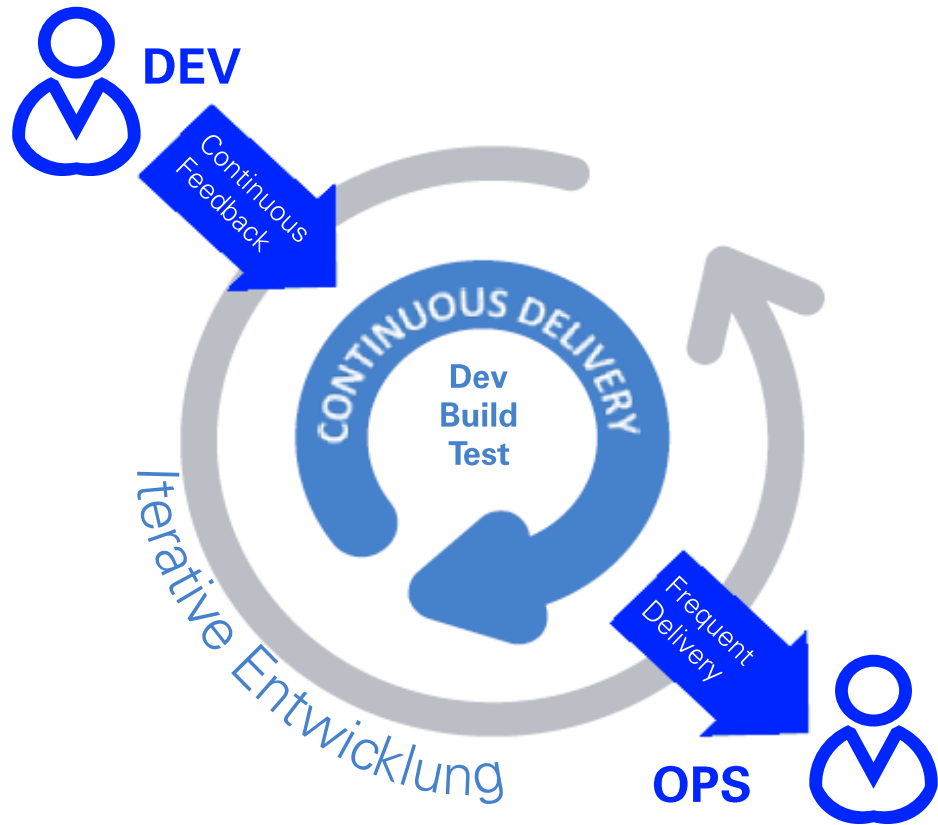 DEV
Continuous
Feedback
CONTINUOUS DELIVERY
Dev
Build
Test
Iterative Entwicklung
Frequent
Delivery
OPS